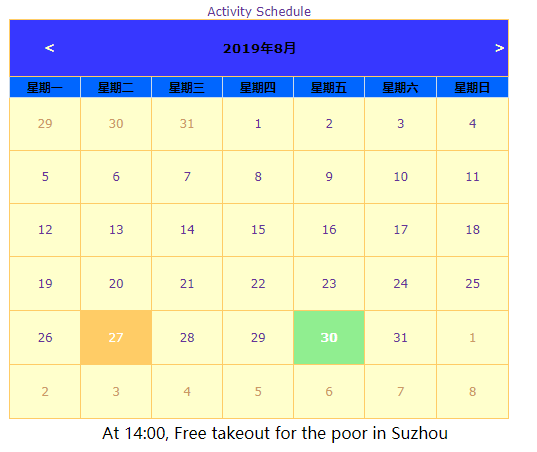 Activity Schedule
< 2019年8月 >
星期一 星期二 星期三 星期四 星期五 星期六 星期日
29 30 31 1 2 3 4
5 6 7 8 9 10 11
12 13 14 15 16 17 18
19 20 21 22 23 24 25
26 27 28 29 30 31 1
2 3 4 5 6 7 8
At 14:00, Free takeout for the poor in Suzhou